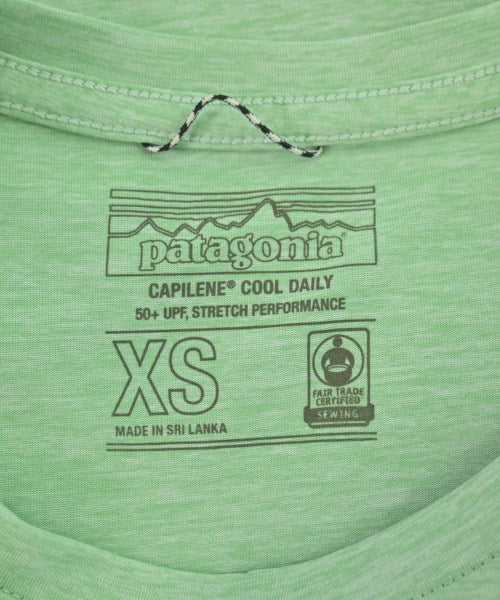 patagonia®
CAPILENE® COOL DAILY
50+ UPF, STRETCH PERFORMANCE
XS
MADE IN SRI LANKA
FAIR TRADE
CERTIFIED
SEWING